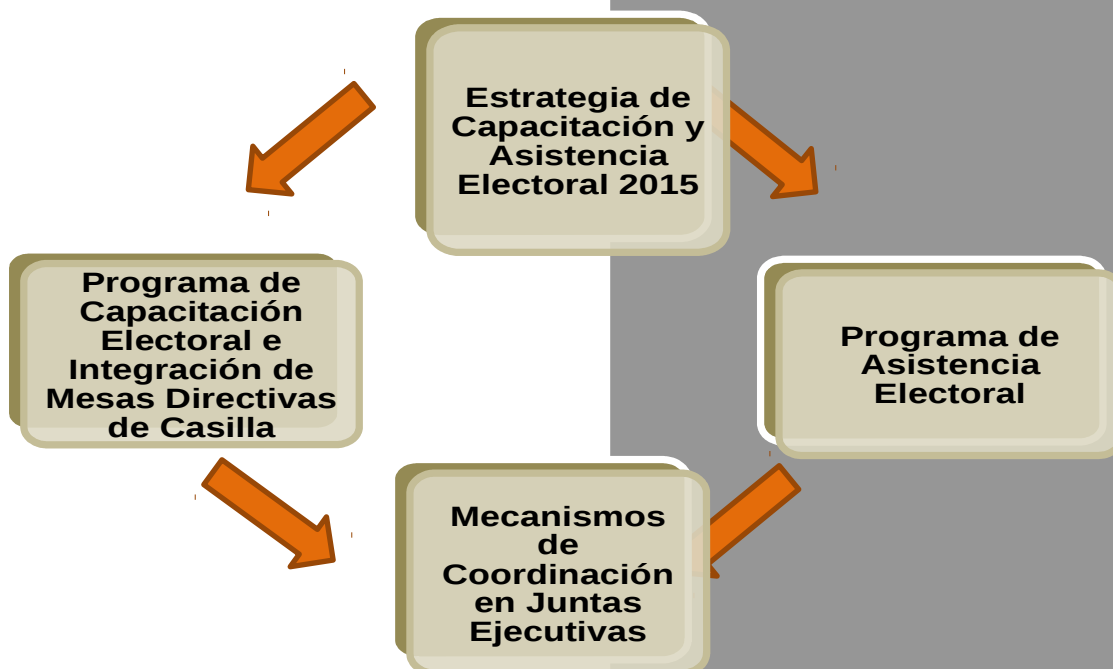 Estrategia de
Capacitación y
Asistencia
Electoral 2015
Programa de
Capacitación
Electoral e
Integración de
Mesas Directivas
de Casilla
Programa de
Asistencia
Electoral
Mecanismos
de
Coordinación
en Juntas
Ejecutivas